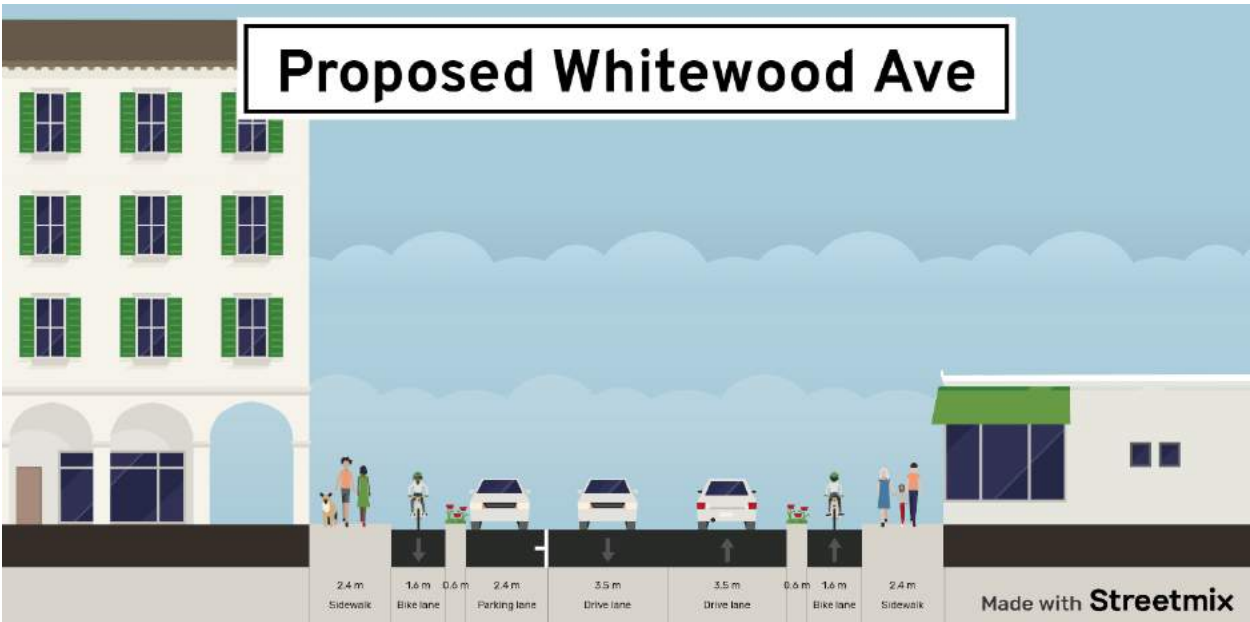 Proposed Whitewood Ave
2.4 m 1.6 m 0.6 m 2.4 m 3.5 m 3.5 m 0.6 m 1.6 m 2.4 m
Sidewalk Bike lane Parking lane Drive lane Drive lane Bike lane Sidewalk
Made with Streetmix